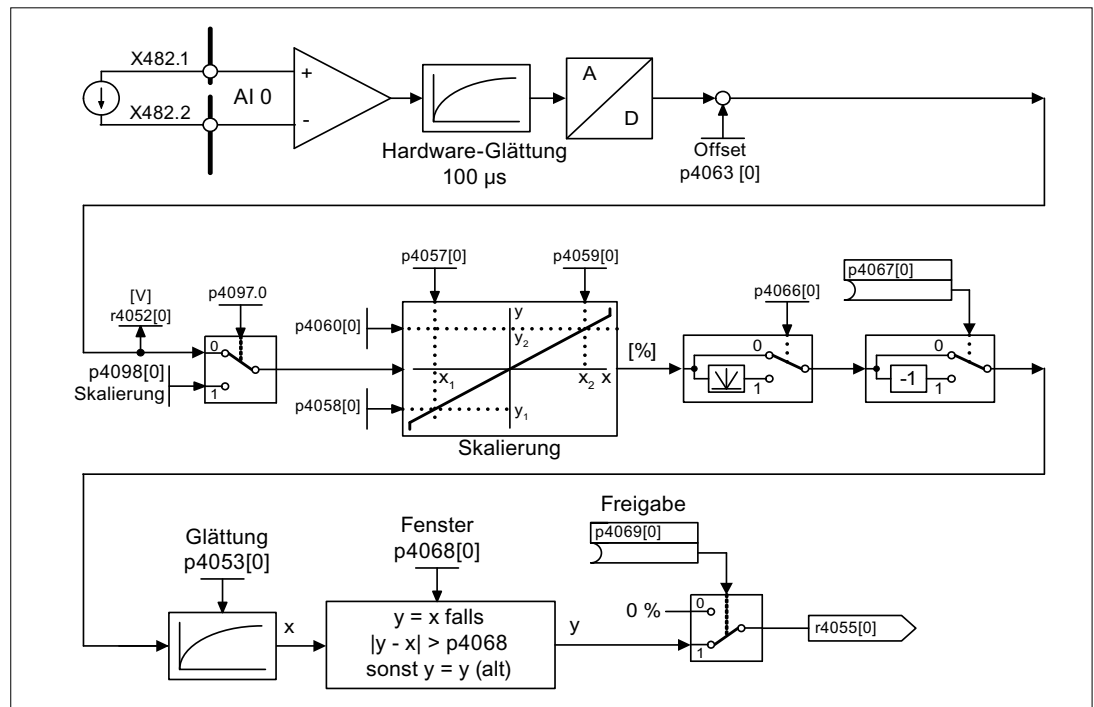 X482.1
X482.2
AI 0
+
-
Hardware-Glättung
100 µs
A
D
Offset
p4063 [0]
[V]
r4052[0]
p4097.0
0
1
p4098[0]
Skalierung
p4057[0]
p4059[0]
p4060[0]
p4058[0]
y
y2
x1
x2
x
y1
Skalierung
[%]
p4066[0]
0
1
p4067[0]
0
-1
1
Glättung
p4053[0]
x
Fenster
p4068[0]
y = x falls
|y - x| > p4068
sonst y = y (alt)
y
Freigabe
p4069[0]
0 %
0
1
r4055[0]